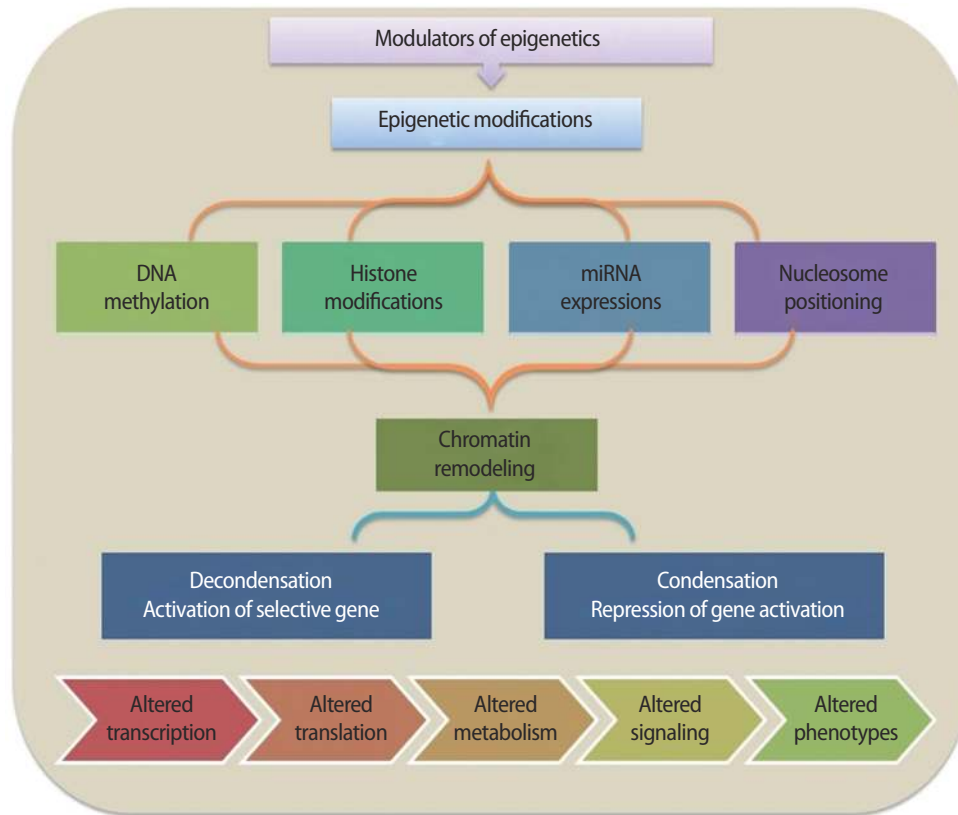 Modulators of epigenetics
Epigenetic modifications
DNA
methylation
Histone
modifications
miRNA
expressions
Nucleosome
positioning
Chromatin
remodeling
Decondensation
Activation of selective gene
Condensation
Repression of gene activation
Altered
transcription
Altered
translation
Altered
metabolism
Altered
signaling
Altered
phenotypes